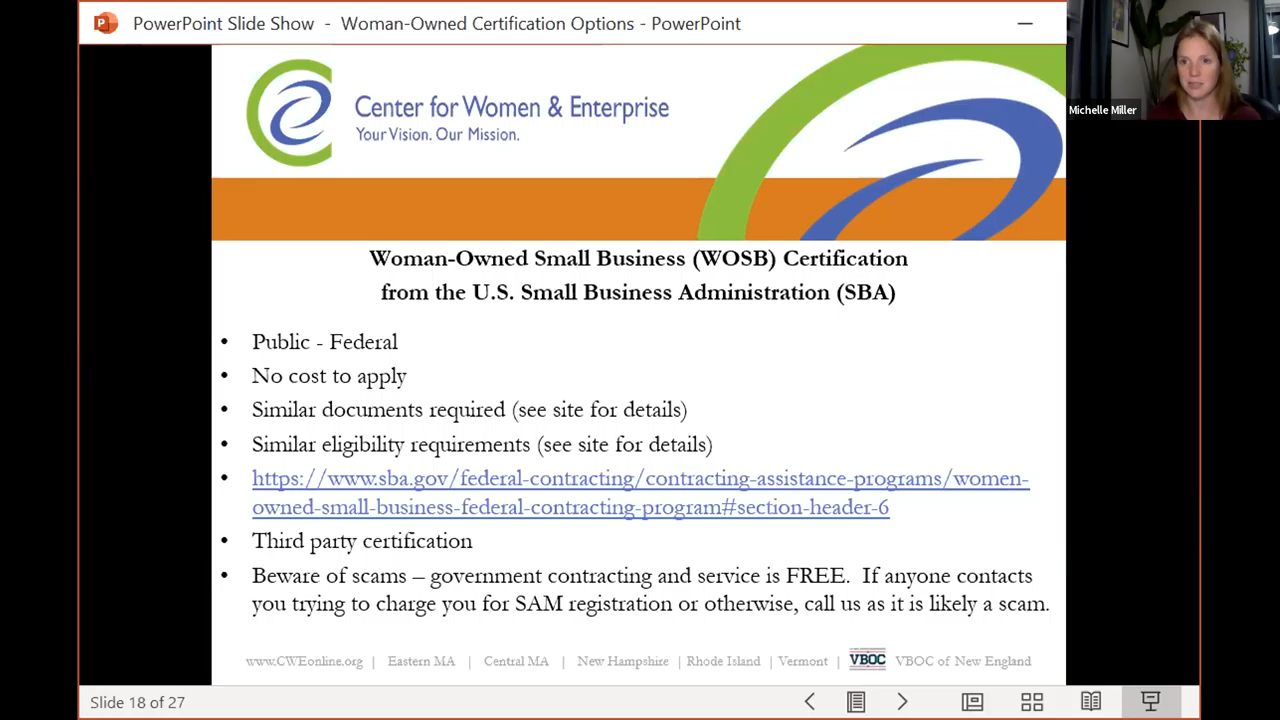 PowerPoint Slide Show - Woman-Owned Certification Options - PowerPoint
Michelle Miller
Center for Women & Enterprise
Your Vision. Our Mission.
Woman-Owned Small Business (WOSB) Certification
from the U.S. Small Business Administration (SBA)
• Public - Federal
• No cost to apply
• Similar documents required (see site for details)
• Similar eligibility requirements (see site for details)
• https://www.sba.gov/federal-contracting/contracting-assistance-programs/women-
owned-small-business-federal-contracting-program#section-header-6
• Third party certification
• Beware of scams – government contracting and service is FREE. If anyone contacts
you trying to charge you for SAM registration or otherwise, call us as it is likely a scam.
www.CWEonline.org | Eastern MA | Central MA | New Hampshire | Rhode Island | Vermont | VBOC VBOC of New England
Slide 18 of 27